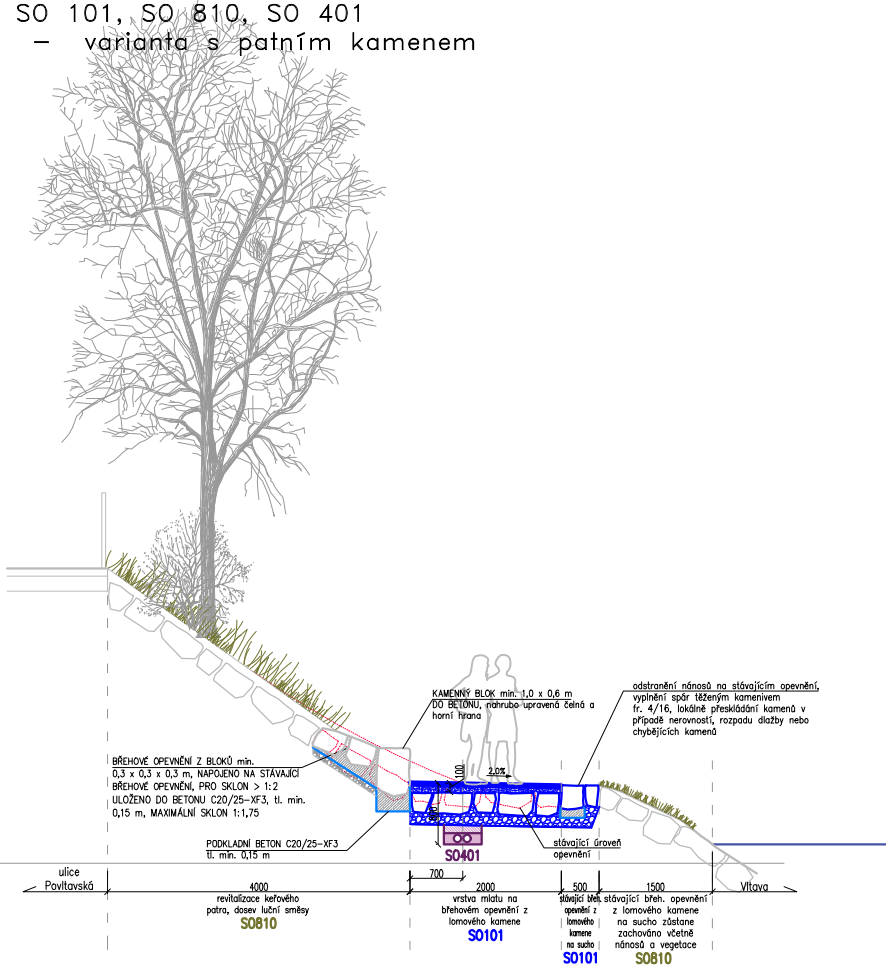 SO 101, SO 810, SO 401
– varianta s patním kamenem
KAMENNÝ BLOK min. 1,0 x 0,6 m
DO BETONU, nahrubo upravená čelná a
horní hrana
odstranění nánosů na stávajícím opevnění,
vyplnění spár těženým kamenivem
fr. 4/16, lokálně přeskládání kamenů v
případě nerovností, rozpadu dlažby nebo
chybějících kamenů
BŘEHOVÉ OPEVNĚNÍ Z BLOKŮ min.
0,3 x 0,3 x 0,3 m, NAPOJENO NA STÁVAJÍCÍ
BŘEHOVÉ OPEVNĚNÍ, PRO SKLON > 1:2
ULOŽENO DO BETONU C20/25-XF3, tl. min.
0,15 m, MAXIMÁLNÍ SKLON 1:1,75
100
2,0%
PODKLADNÍ BETON C20/25-XF3
tl. min. 0,15 m
SO401
stávající úroveň
opevnění
ulice
Povltavská
700
4000
2000
500
1500
Vltava
revitalizace keřového
patra, dosev luční směsy
SO810
vrstva mlatu na
břehovém opevnění z
lomového kamene
SO101
stávající břeh.
opevnění z
lomového
kamene
na sucho
SO101
stávající břeh. opevnění
z lomového kamene
na sucho zůstane
zachováno včetně
nánosů a vegetace
SO810